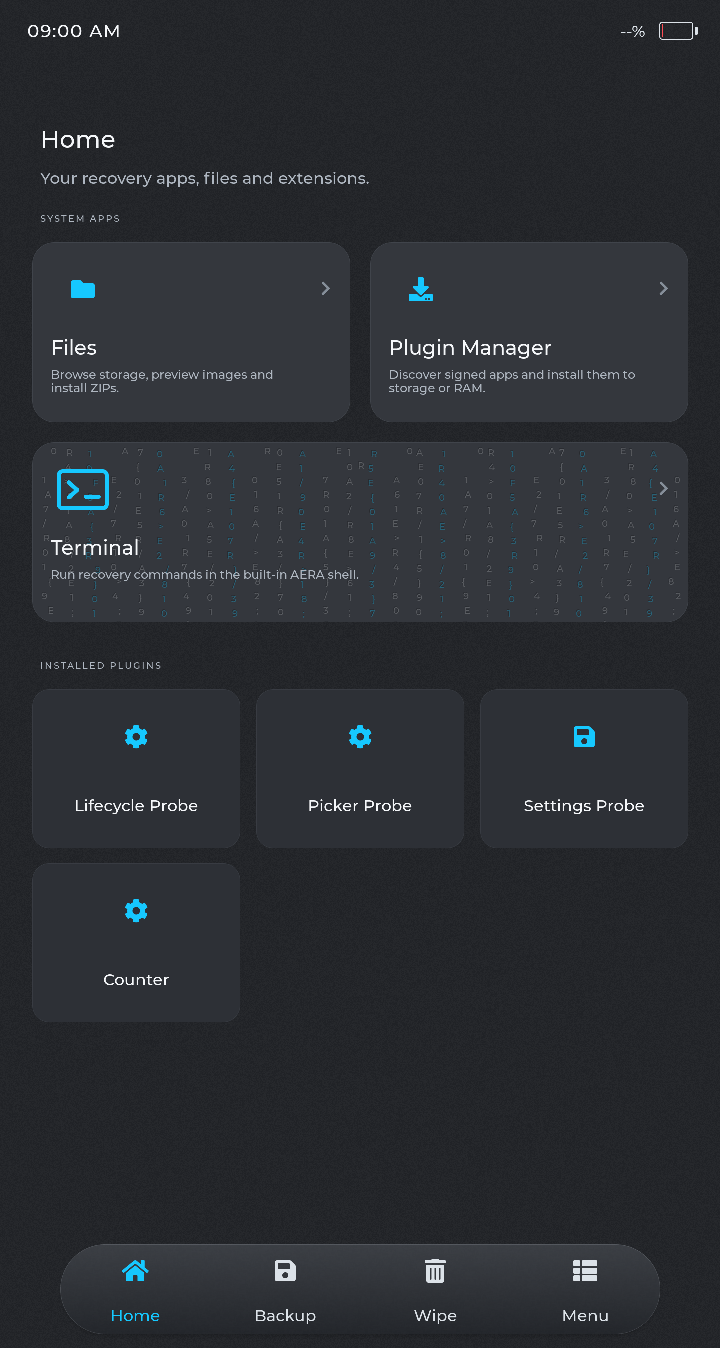 09:00 AM
--%
Home
Your recovery apps, files and extensions.
SYSTEM APPS
Files
Browse storage, preview images and
install ZIPs.
Plugin Manager
Discover signed apps and install them to
storage or RAM.
Terminal
Run recovery commands in the built-in AERA shell.
INSTALLED PLUGINS
Lifecycle Probe
Picker Probe
Settings Probe
Counter
Home
Backup
Wipe
Menu